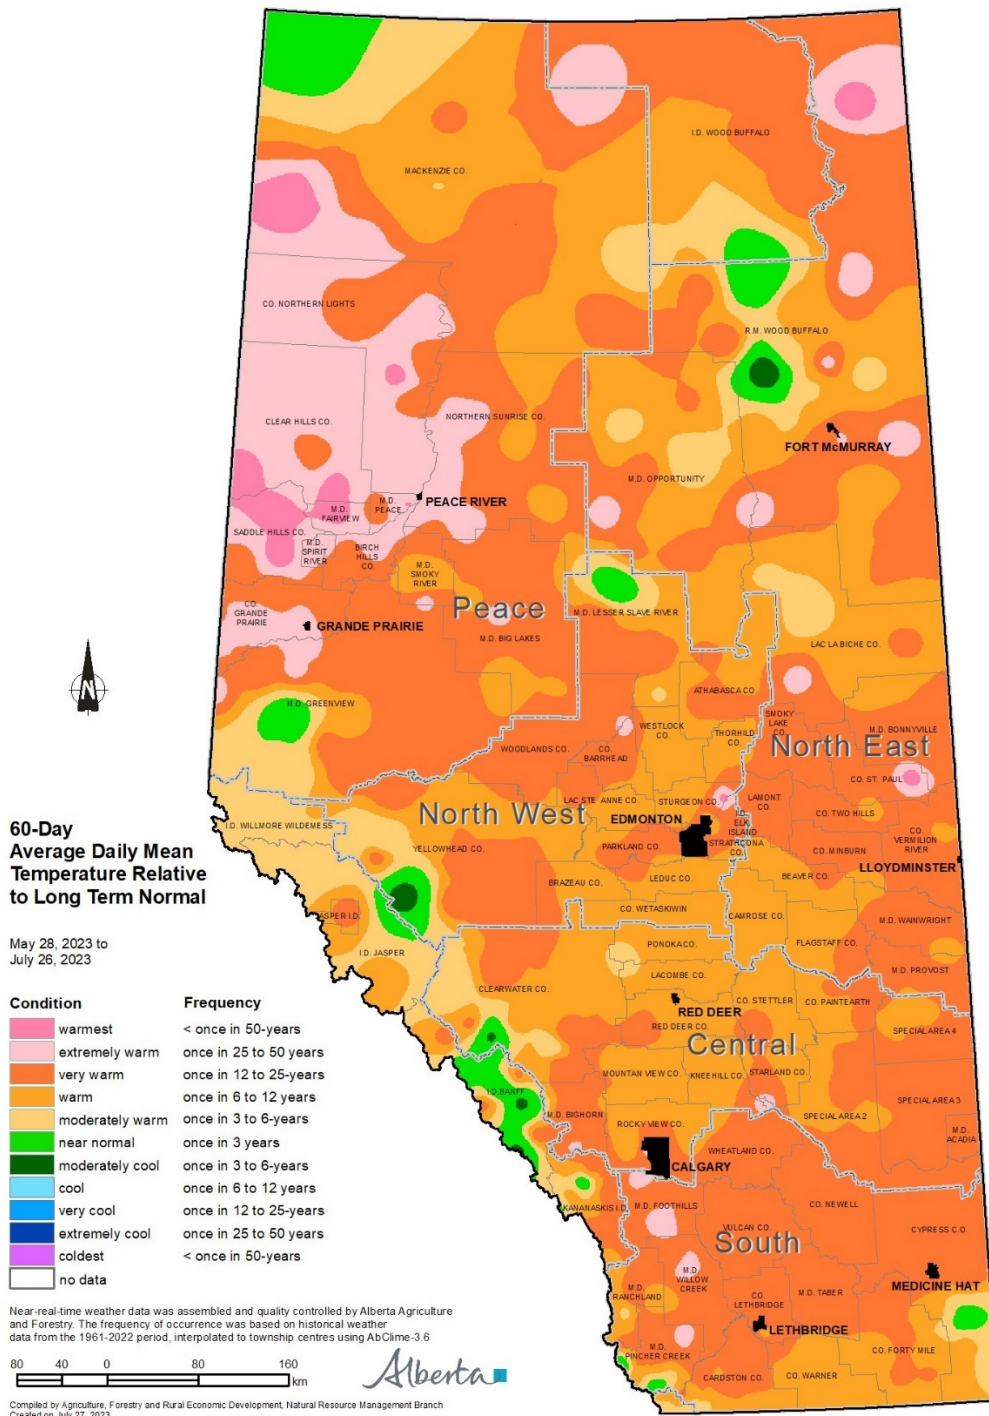 I.D. WOOD BUFFALO
MACKENZIE CO.
CO. NORTHERN LIGHTS
R.M. WOOD BUFFALO
CLEAR HILLS CO.
NORTHERN SUNRISE CO.
FORT McMURRAY
M.D. OPPORTUNITY
PEACE RIVER
M.D.
PEACE
M.D.
FAIRVIEW
SADDLE HILLS CO.
M.D.
SPIRIT
RIVER
BIRCH
HILLS
CO.
M.D.
SMOKY
RIVER
Peace
CO.
GRANDE
PRAIRIE
GRANDE PRAIRIE
M.D. LESSER SLAVE RIVER
M.D. BIG LAKES
LAC LA BICHE CO.
N
M.D. GREENVIEW
ATHABASCA CO.
WOODLANDS CO.
CO.
BARRHEAD
WESTLOCK
CO.
THORHILD
CO.
SMOKY
LAKE
CO.
M.D. BONNYVILLE
North East
CO. ST. PAUL
North West
LAC STE ANNE CO.
STURGEON CO.
LAMONT
CO.
CO. TWO HILLS
I.D. WILLMORE WILDERNESS
EDMONTON
I.D.
ELK
ISLAND
STRATHCONA
CO.
CO.
VERMILION
RIVER
YELLOWHEAD CO.
PARKLAND CO.
CO. MINBURN
LLOYDMINSTER
60-Day
Average Daily Mean
Temperature Relative
to Long Term Normal
BRAZEAU CO.
LEDUC CO.
BEAVER CO.
JASPER I.D.
CO. WETASKIWIN
CAMROSE CO.
M.D. WAINWRIGHT
May 28, 2023 to
July 26, 2023
I.D. JASPER
PONOKA CO.
FLAGSTAFF CO.
LACOMBE CO.
M.D. PROVOST
CLEARWATER CO.
CO. STETTLER
CO. PAINTEARTH
RED DEER
RED DEER CO.
SPECIAL AREA 4
Central
MOUNTAN VIEW CO.
KNEEHILL CO.
STARLAND CO.
I.D. BANFF
M.D. BIGHORN
SPECIAL AREA 2
SPECIAL AREA 3
ROCKY VIEW CO.
M.D.
ACADIA
WHEATLAND CO.
CALGARY
KANANASKIS I.D.
M.D. FOOTHILLS
CO. NEWELL
VULCAN CO.
CYPRESS C.O.
South
M.D.
WILLOW
CREEK
MEDICINE HAT
M.D.
RANCHLAND
CO.
LETHBRIDGE
M.D. TABER
LETHBRIDGE
M.D.
PINCHER CREEK
CO. FORTY MILE
CARDSTON CO.
CO. WARNER
Condition Frequency
warmest < once in 50-years
extremely warm once in 25 to 50 years
very warm once in 12 to 25-years
warm once in 6 to 12 years
moderately warm once in 3 to 6-years
near normal once in 3 years
moderately cool once in 3 to 6-years
cool once in 6 to 12 years
very cool once in 12 to 25-years
extremely cool once in 25 to 50 years
coldest < once in 50-years
no data
Near-real-time weather data was assembled and quality controlled by Alberta Agriculture
and Forestry. The frequency of occurrence was based on historical weather
data from the 1961-2022 period, interpolated to township centres using AbClime-3.6
80 40 0 80 160
km
Alberta
Compiled by Agriculture, Forestry and Rural Economic Development, Natural Resource Management Branch
Created on July 27, 2023